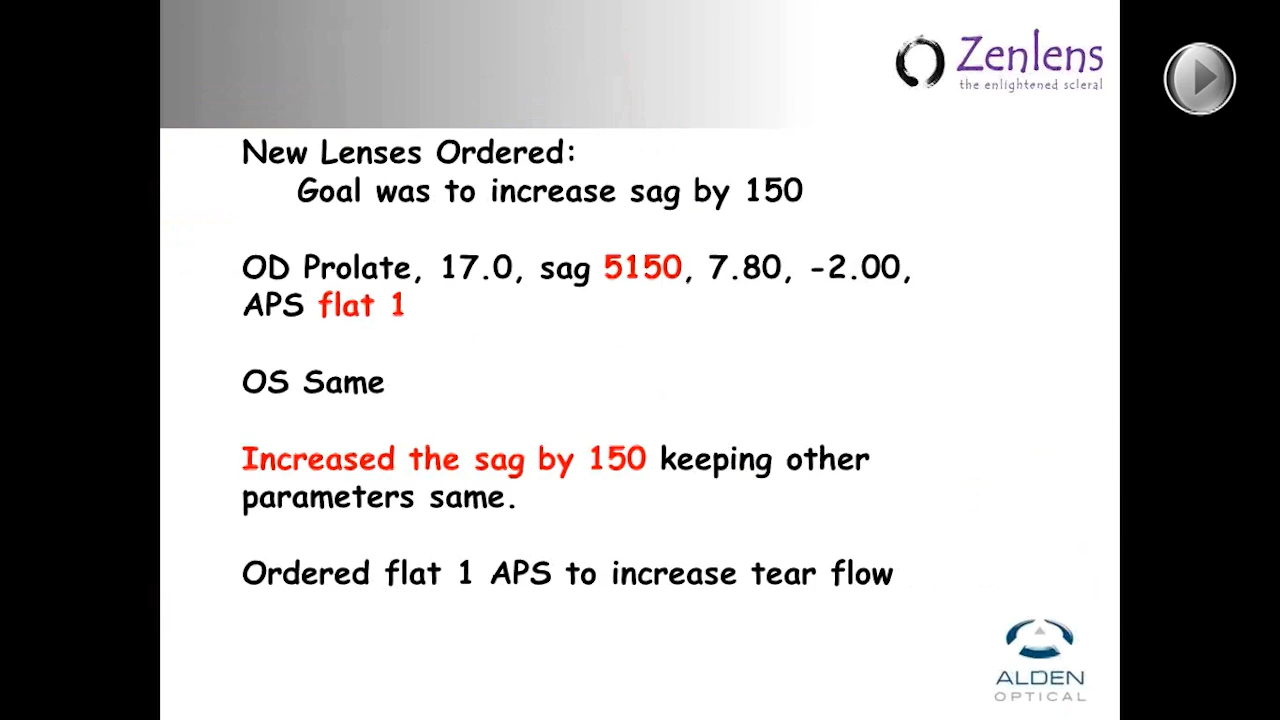 Zenlens
the enlightened scleral
New Lenses Ordered:
Goal was to increase sag by 150
OD Prolate, 17.0, sag 5150, 7.80, -2.00,
APS flat 1
OS Same
Increased the sag by 150 keeping other
parameters same.
Ordered flat 1 APS to increase tear flow
ALDEN
OPTICAL